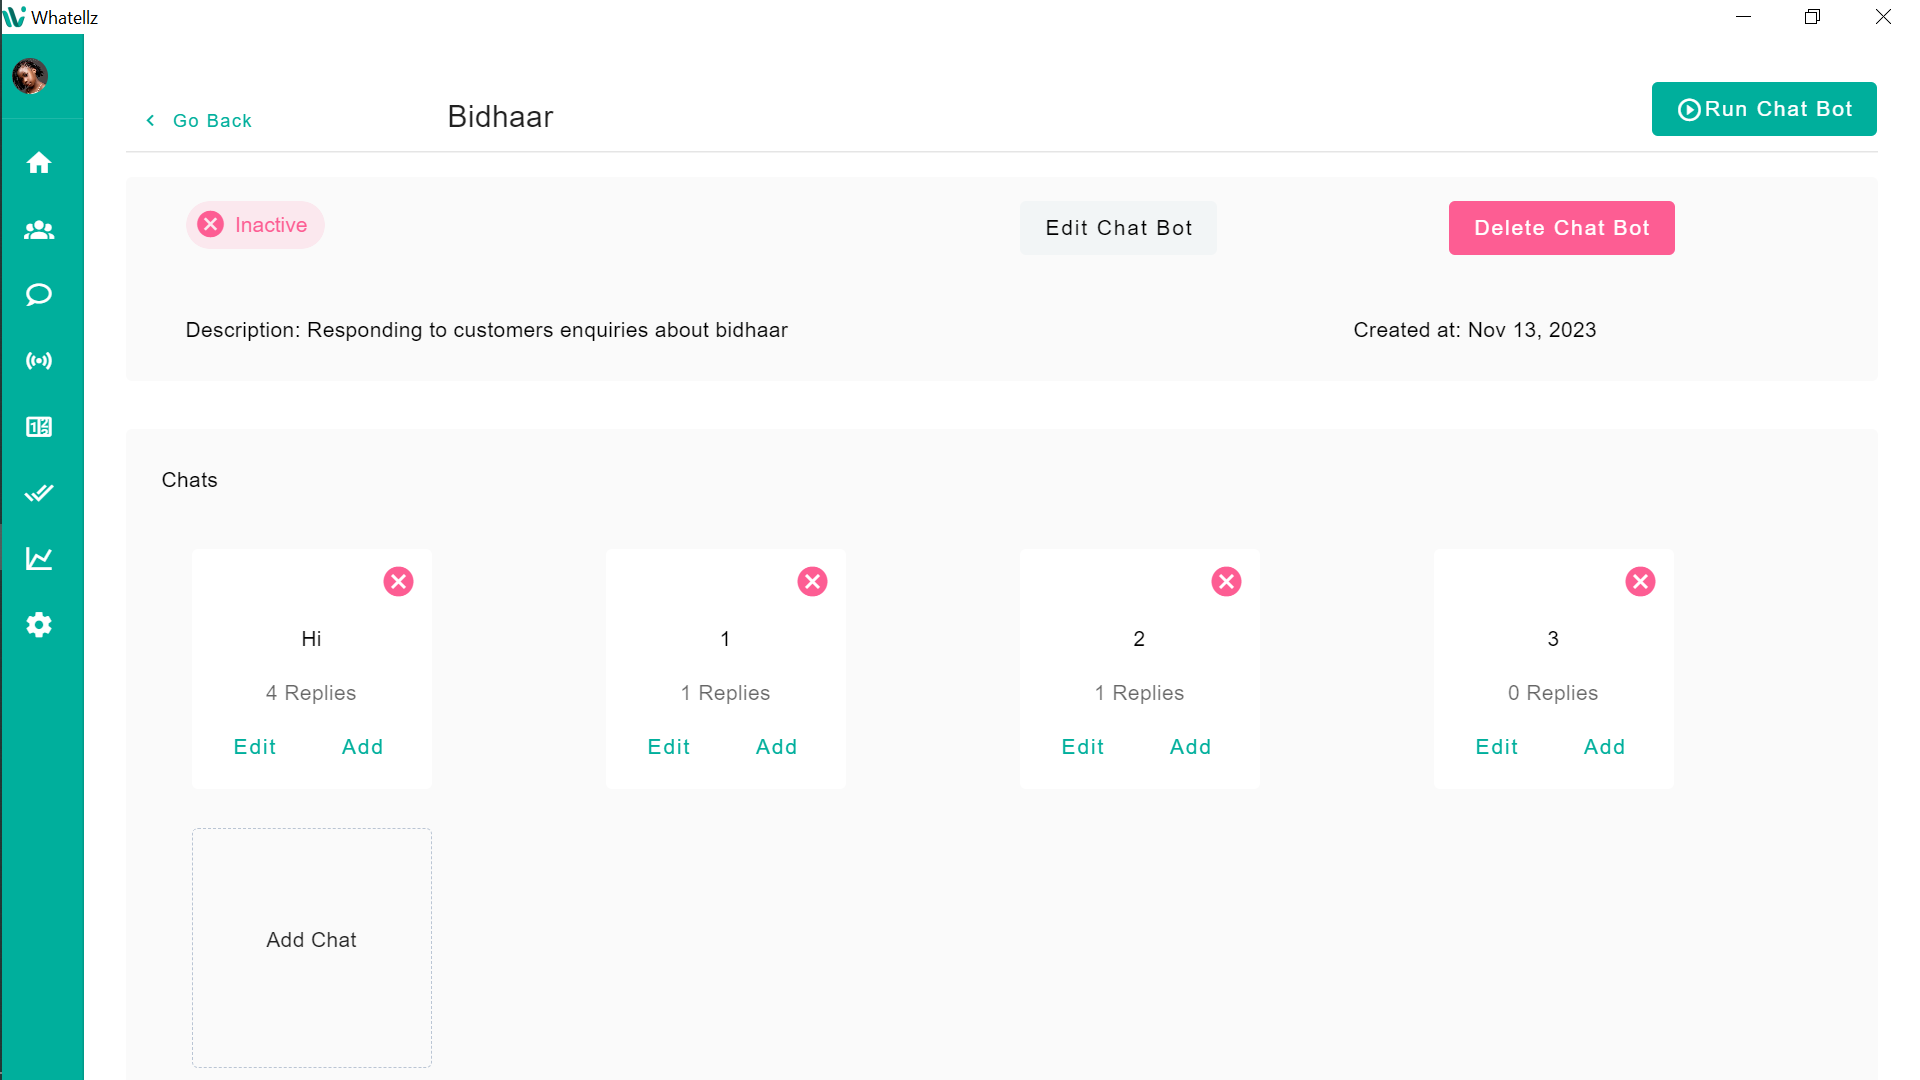 Whatellz
Go Back
Bidhaar
Run Chat Bot
Inactive
Edit Chat Bot
Delete Chat Bot
Description: Responding to customers enquiries about bidhaar
Created at: Nov 13, 2023
Chats
Hi
4 Replies
Edit Add
1
1 Replies
Edit Add
2
1 Replies
Edit Add
3
0 Replies
Edit Add
Add Chat